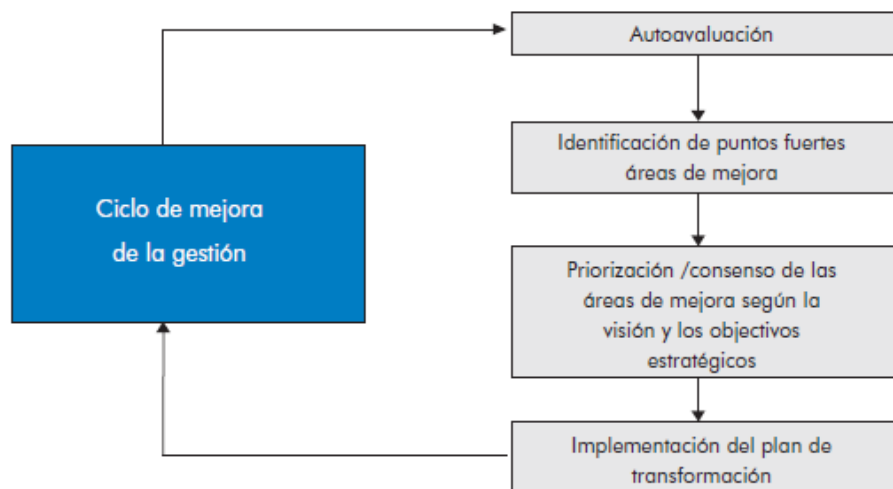 Autoavaluación
Identificación de puntos fuertes
áreas de mejora
Ciclo de mejora
de la gestión
Priorización /consenso de las
áreas de mejora según la
visión y los objectivos
estratégicos
Implementación del plan de
transformación